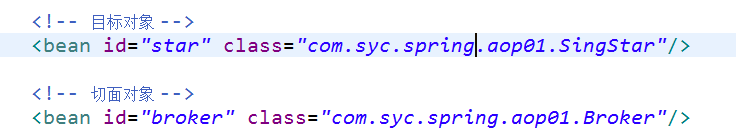 <!-- 目标对象 -->
<bean id="star" class="com.syc.spring.aop01.SingStar"/>
<!-- 切面对象 -->
<bean id="broker" class="com.syc.spring.aop01.Broker"/>